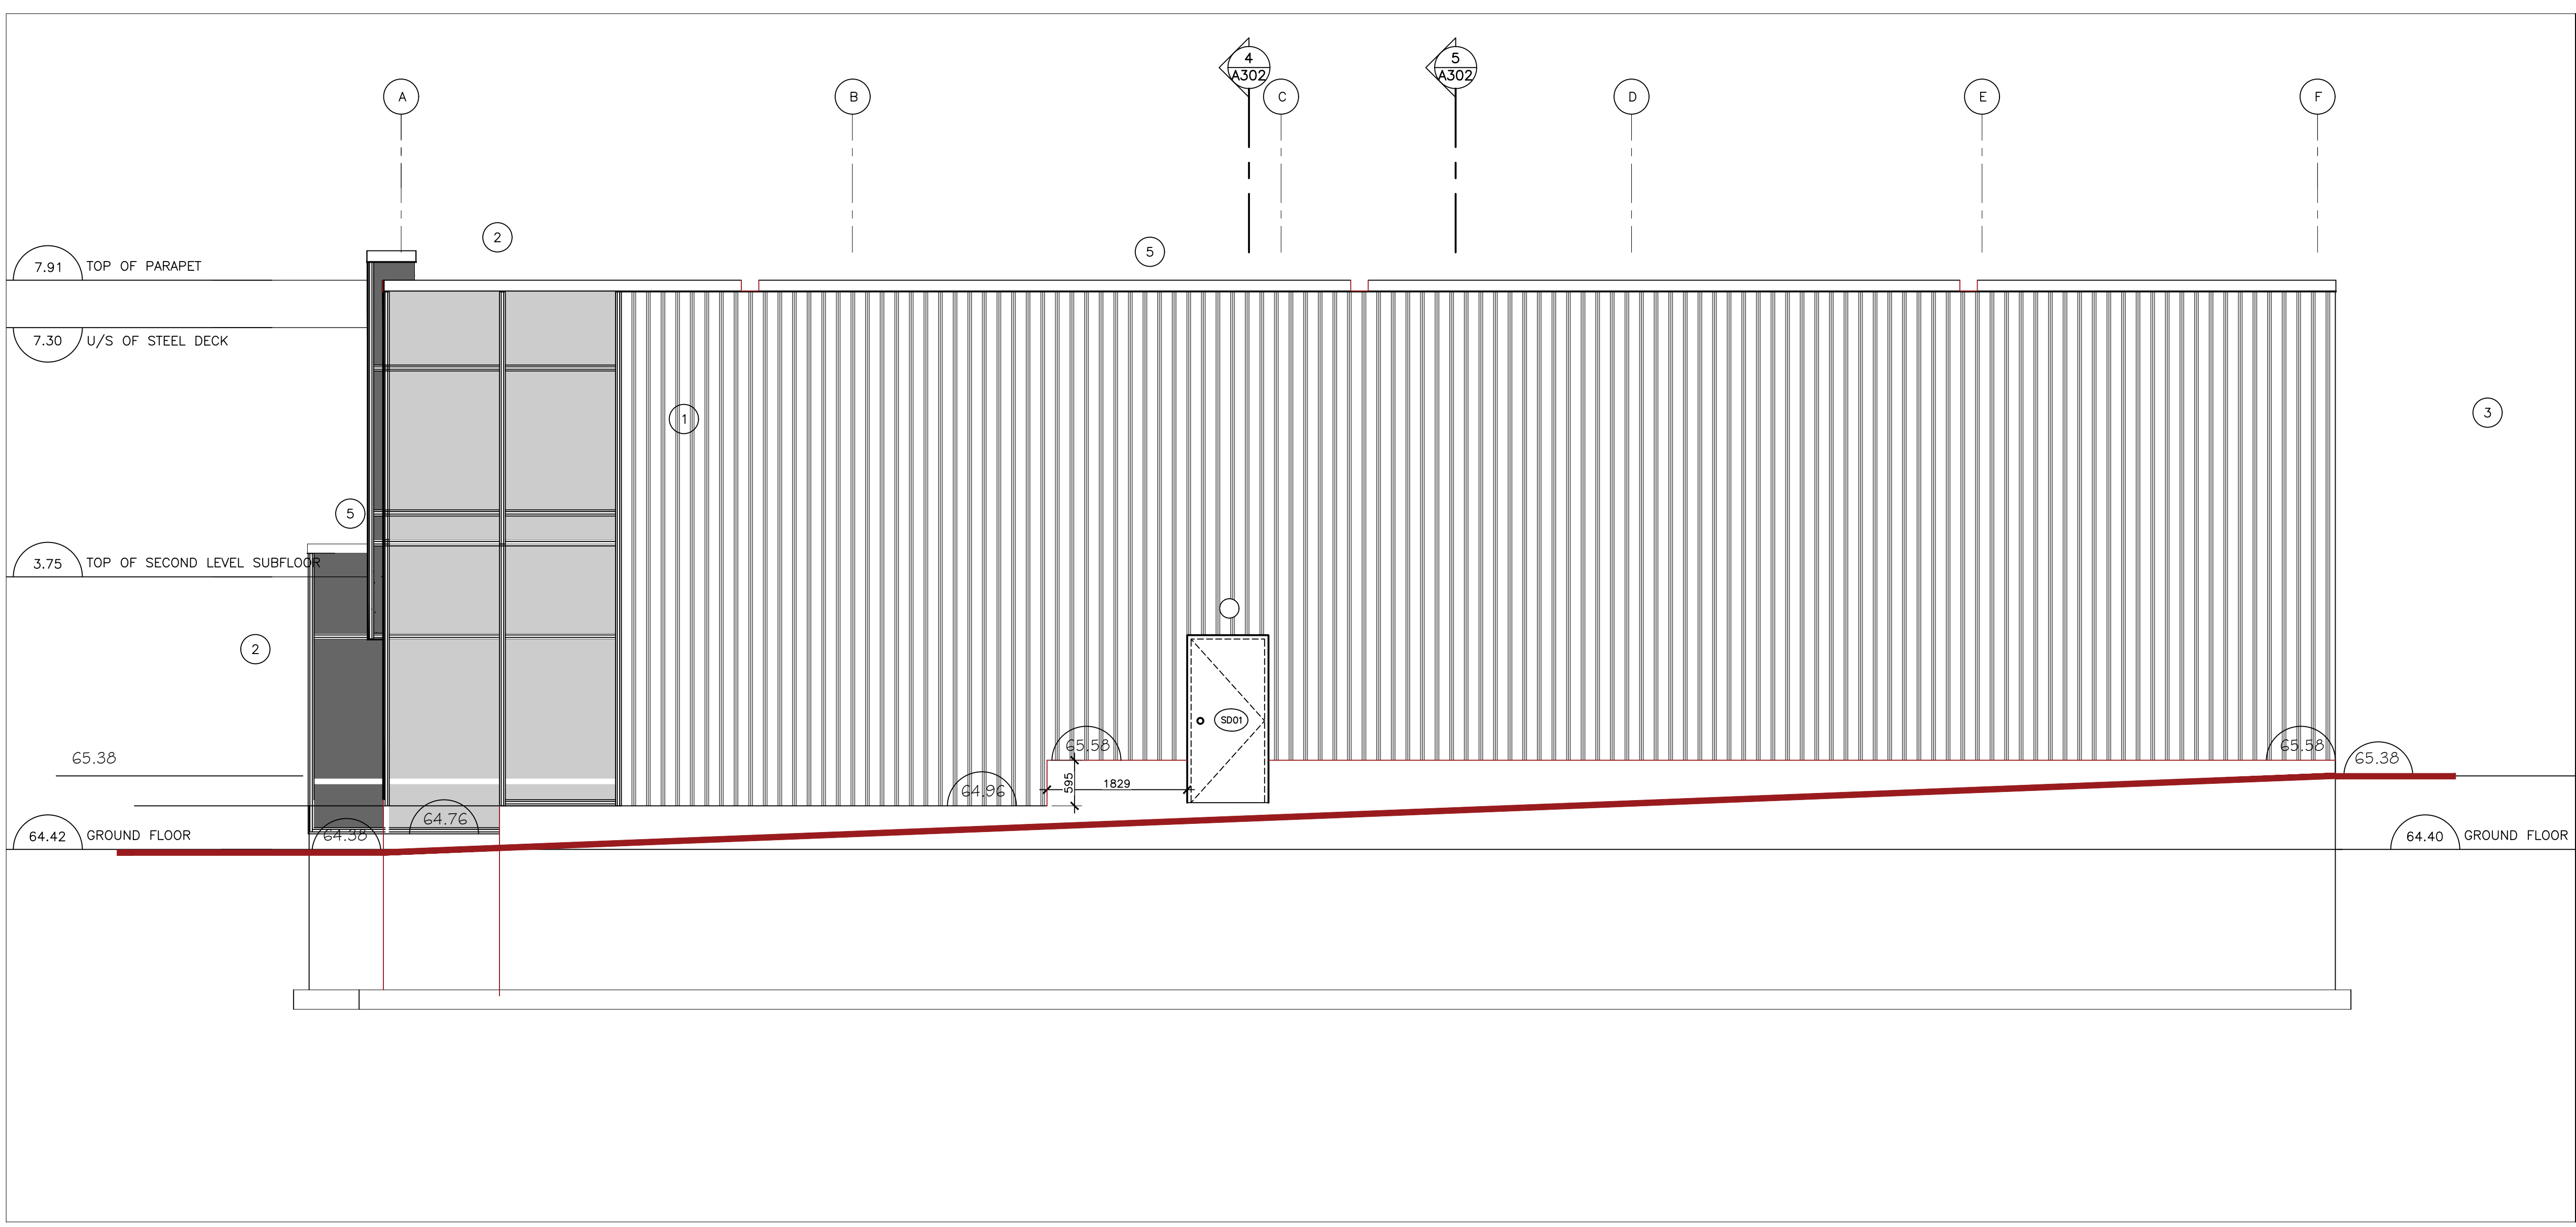 4
A302
5
A302
A
B
C
D
E
F
2
5
7.91 TOP OF PARAPET
7.30 U/S OF STEEL DECK
1
3
5
3.75 TOP OF SECOND LEVEL SUBFLOOR
2
SD01
65.58
65.58
65.38
65.38
595
1829
64.96
64.76
64.38
64.42 GROUND FLOOR
64.40 GROUND FLOOR